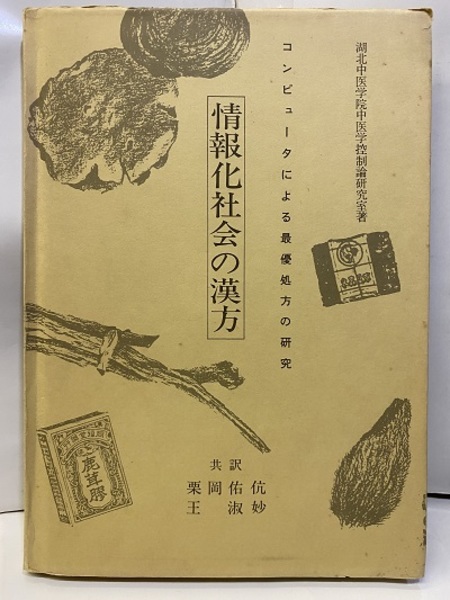 湖北中医学院中医学控制論研究室著
コンピュータによる最優処方の研究
情報化社会の漢方
共訳
栗岡佑伉
王淑妙
鹿茸膠